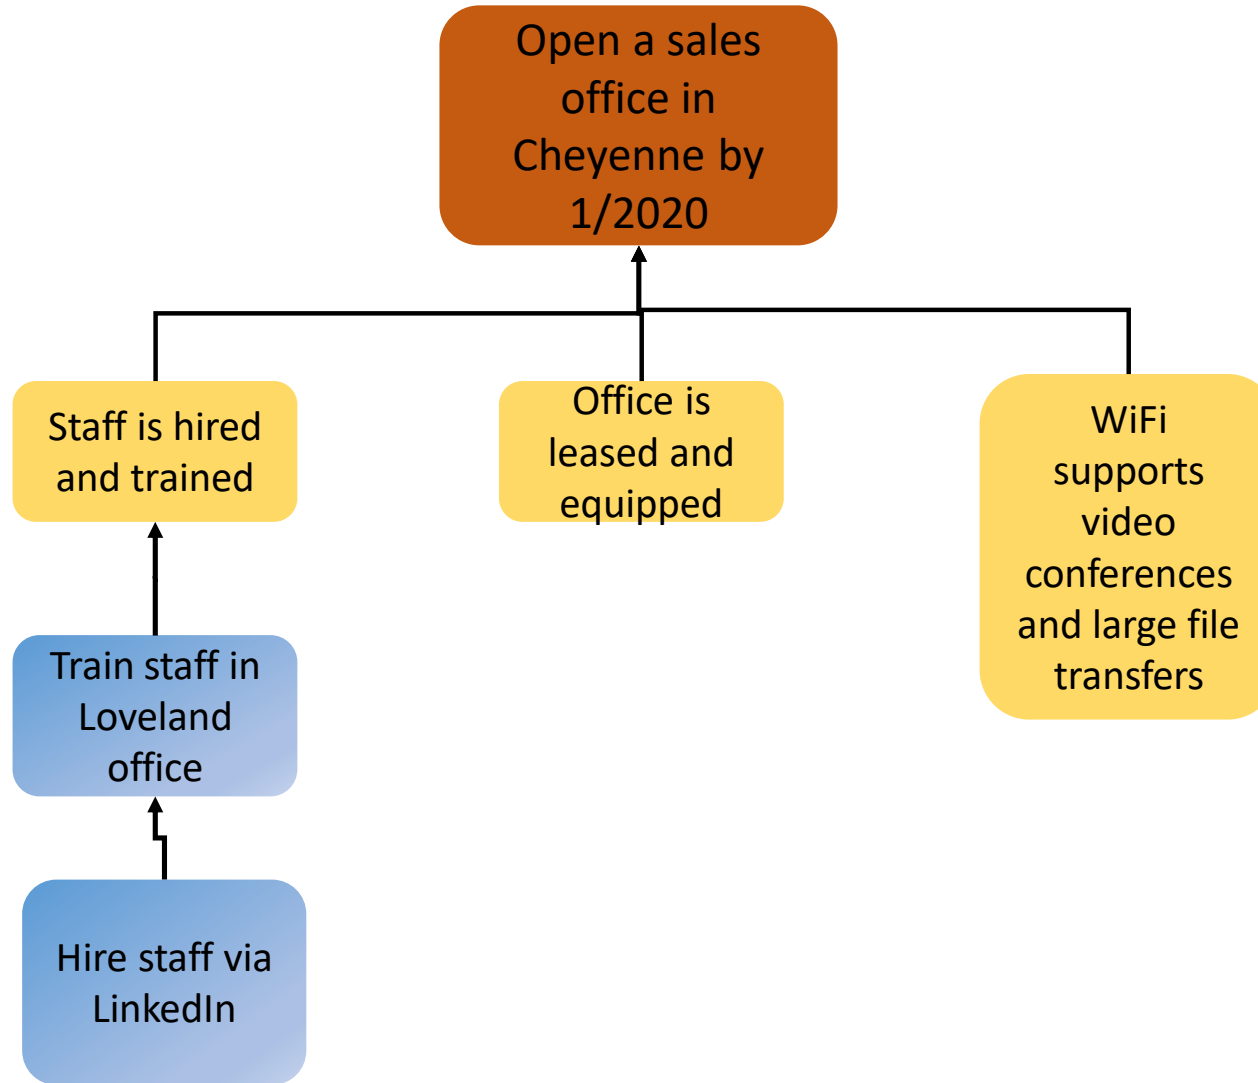 Open a sales
office in
Cheyenne by
1/2020
Staff is hired
and trained
Office is
leased and
equipped
WiFi
supports
video
conferences
and large file
transfers
Train staff in
Loveland
office
Hire staff via
LinkedIn